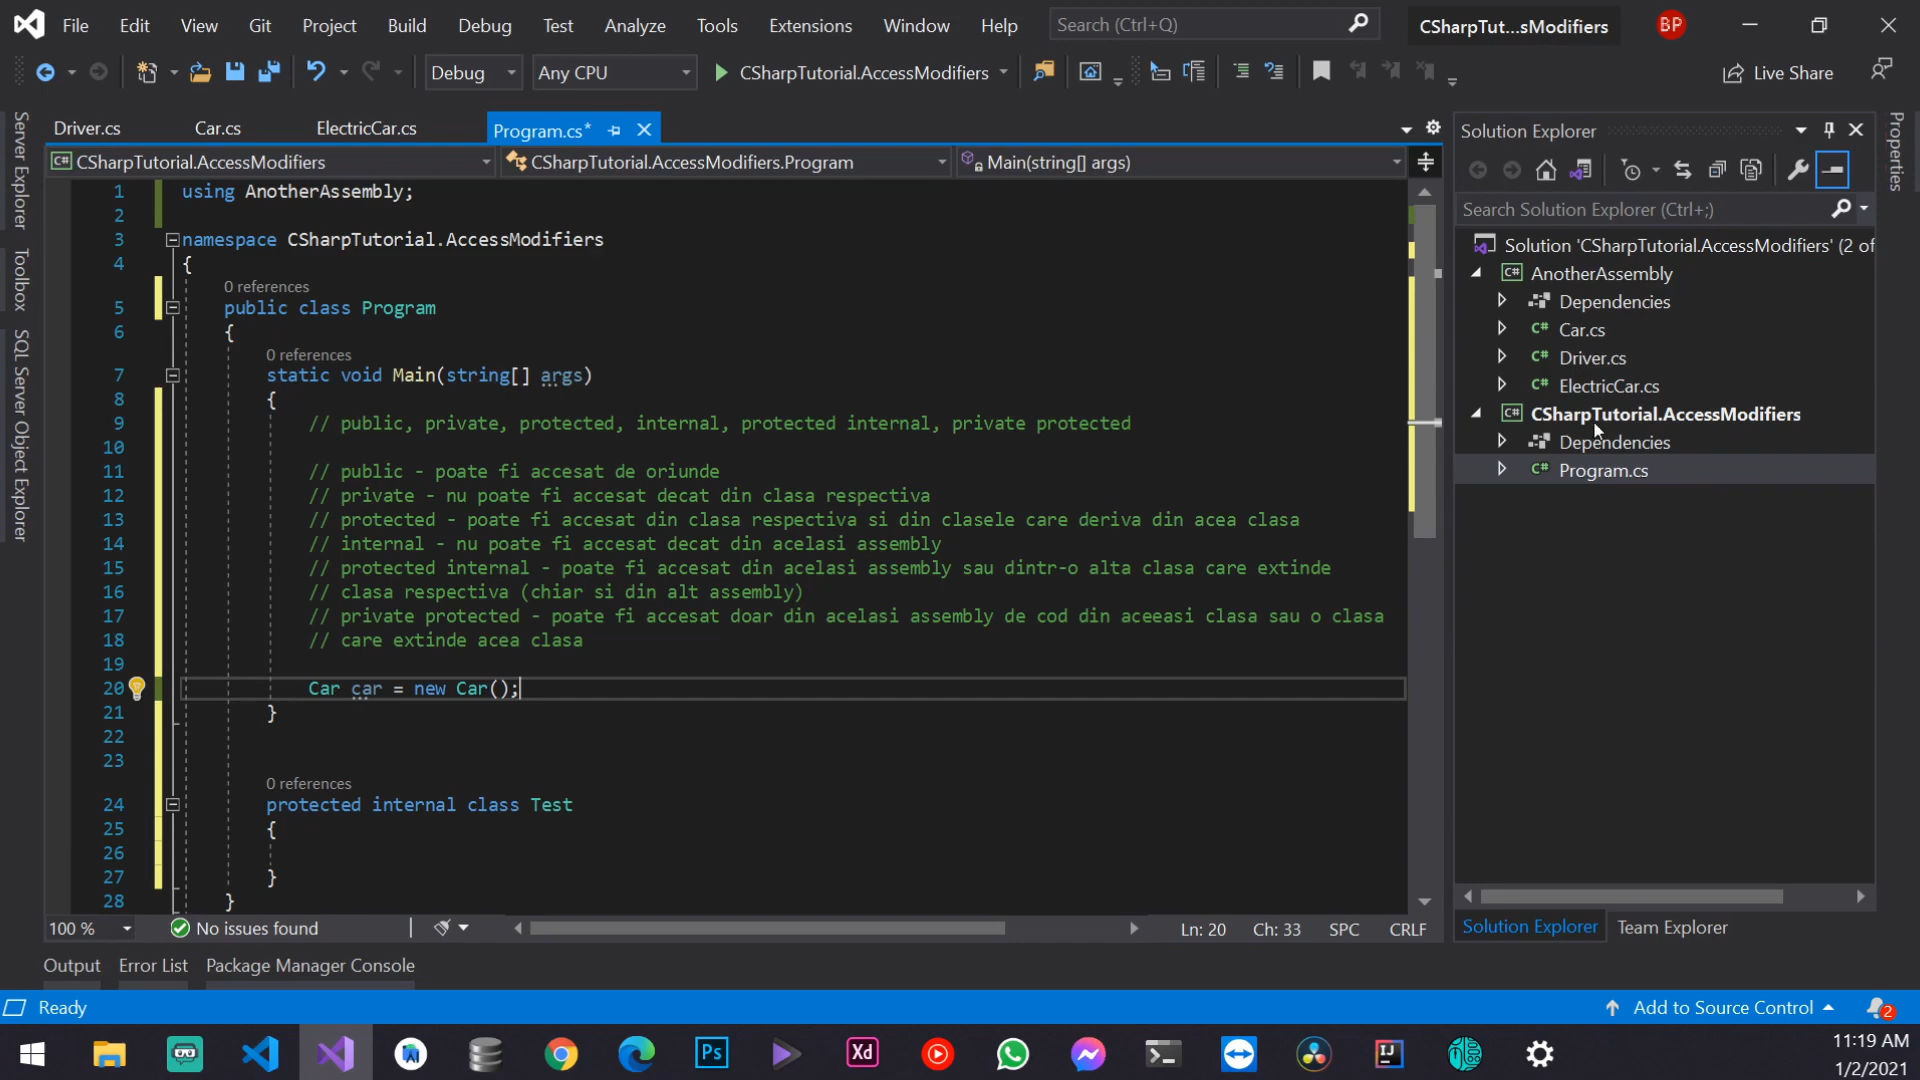 File Edit View Git Project Build Debug Test Analyze Tools Extensions Window Help Search (Ctrl+Q) CSharpTut...sModifiers BP
Debug Any CPU CSharpTutorial.AccessModifiers Live Share
Driver.cs Car.cs ElectricCar.cs Program.cs*
CSharpTutorial.AccessModifiers CSharpTutorial.AccessModifiers.Program Main(string[] args)
1 using AnotherAssembly;
2
3 namespace CSharpTutorial.AccessModifiers
4 {
0 references
5 public class Program
6 {
0 references
7 static void Main(string[] args)
8 {
9 // public, private, protected, internal, protected internal, private protected
10
11 // public - poate fi accesat de oriunde
12 // private - nu poate fi accesat decat din clasa respectiva
13 // protected - poate fi accesat din clasa respectiva si din clasele care deriva din acea clasa
14 // internal - nu poate fi accesat decat din acelasi assembly
15 // protected internal - poate fi accesat din acelasi assembly sau dintr-o alta clasa care extinde
16 // clasa respectiva (chiar si din alt assembly)
17 // private protected - poate fi accesat doar din acelasi assembly de cod din aceeasi clasa sau o clasa
18 // care extinde acea clasa
19
20 Car car = new Car();
21 }
22
23
0 references
24 protected internal class Test
25 {
26
27 }
28 }
100 % No issues found Ln: 20 Ch: 33 SPC CRLF
Output Error List Package Manager Console
Server Explorer
Toolbox
SQL Server Object Explorer
Solution Explorer
Search Solution Explorer (Ctrl+;)
Solution 'CSharpTutorial.AccessModifiers' (2 of
C# AnotherAssembly
Dependencies
C# Car.cs
C# Driver.cs
C# ElectricCar.cs
C# CSharpTutorial.AccessModifiers
Dependencies
C# Program.cs
Solution Explorer Team Explorer
Properties
Ready Add to Source Control 2
Ps Xd IJ
11:19 AM
1/2/2021